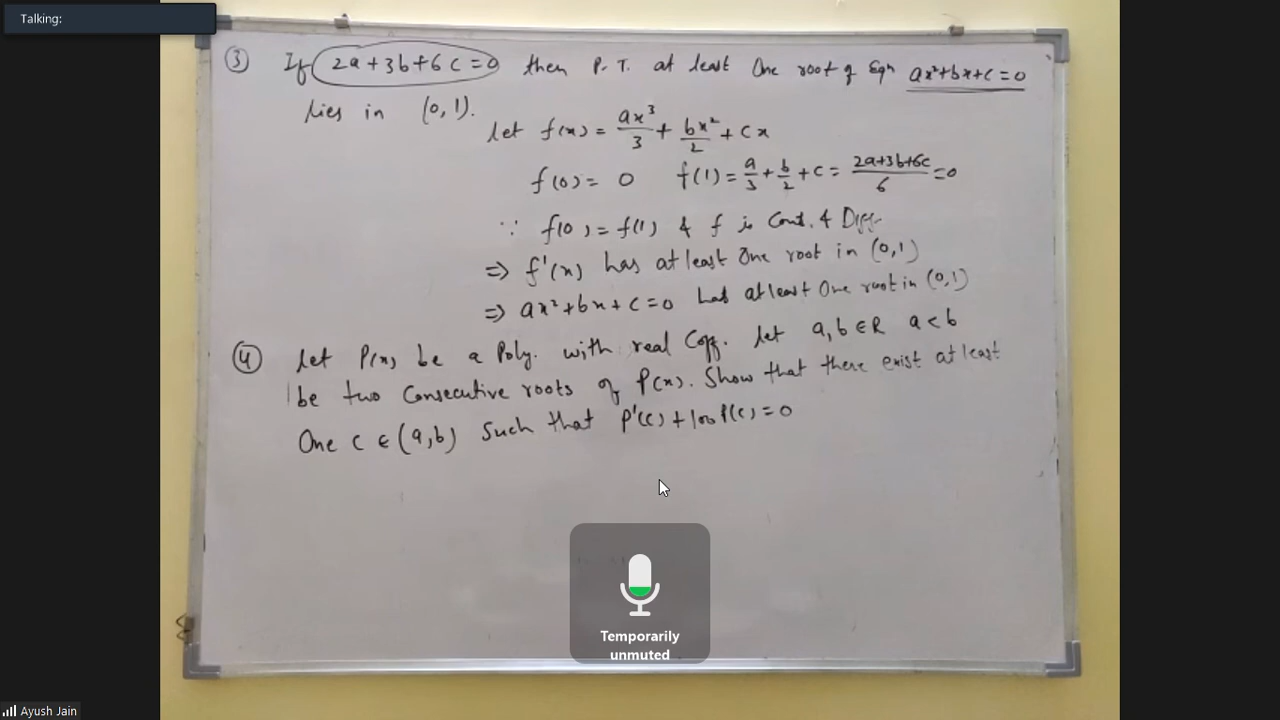 Talking:
③ If 2a+3b+6c=0 then P.T. at least One root of Eqn ax²+bx+c=0
lies in (0,1).
let f(x) = ax³/3 + bx²/2 + cx
f(0) = 0 f(1) = a/3 + b/2 + c = 2a+3b+6c/6 = 0
∵ f(0) = f(1) & f is Cont. & Diff.
⇒ f'(x) has at least One root in (0,1)
⇒ ax²+bx+c=0 has atleast One root in (0,1)
④ let P(x) be a Poly. with real Coff. let a,b ∈ R a<b
be two Consecutive roots of P(x). Show that there exist at least
One c ∈ (a,b) Such that P'(c)+100P(c)=0
Temporarily
unmuted
Ayush Jain